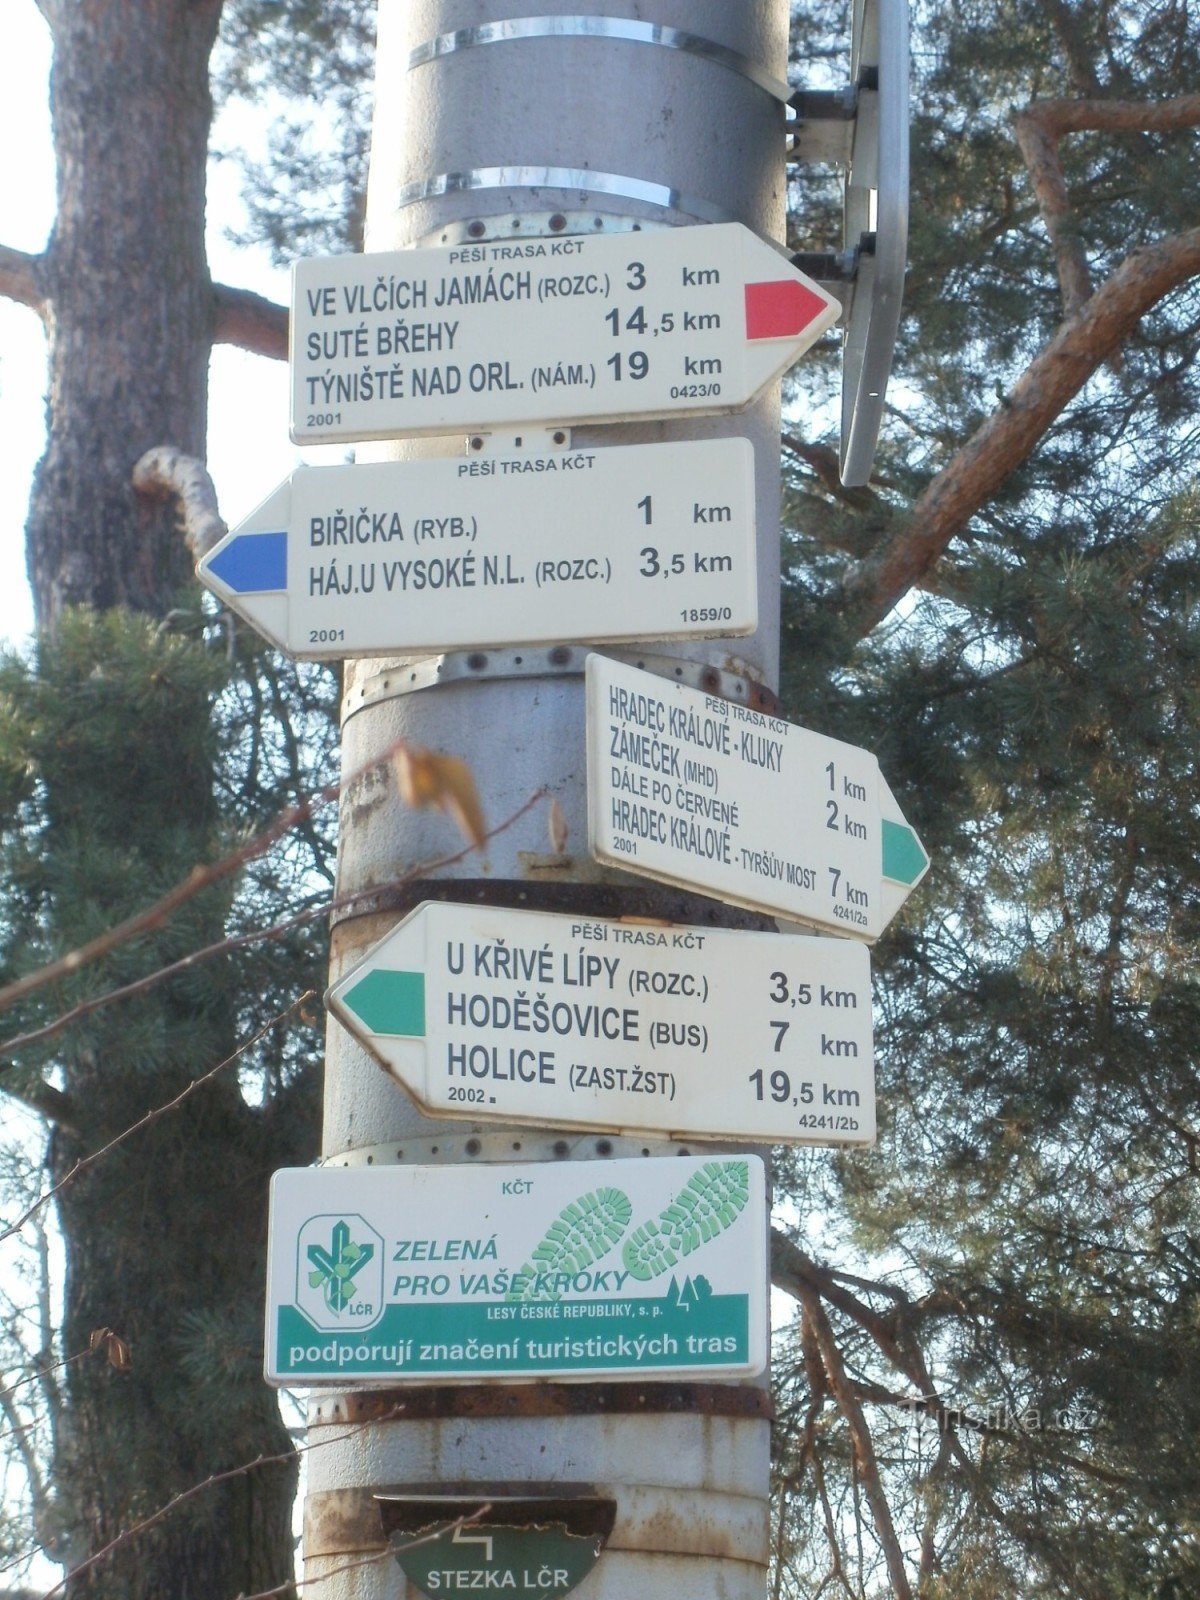 PĚŠÍ TRASA KČT
VE VLČÍCH JAMÁCH (ROZC.) 3 km
SUTÉ BŘEHY 14,5 km
TÝNIŠTĚ NAD ORL. (NÁM.) 19 km
2001 0423/0
PĚŠÍ TRASA KČT
BIŘIČKA (RYB.) 1 km
HÁJ.U VYSOKÉ N.L. (ROZC.) 3,5 km
2001 1859/0
PĚŠÍ TRASA KČT
HRADEC KRÁLOVÉ - KLUKY 1 km
ZÁMEČEK (MHD) 2 km
DÁLE PO ČERVENÉ
HRADEC KRÁLOVÉ - TYRŠŮV MOST 7 km
2001 4241/2a
PĚŠÍ TRASA KČT
U KŘIVÉ LÍPY (ROZC.) 3,5 km
HODĚŠOVICE (BUS) 7 km
HOLICE (ZAST.ŽST) 19,5 km
2002 4241/2b
KČT
ZELENÁ
PRO VAŠE KROKY
LČR
LESY ČESKÉ REPUBLIKY, s. p.
podporují značení turistických tras
Turistika.cz
STEZKA LČR